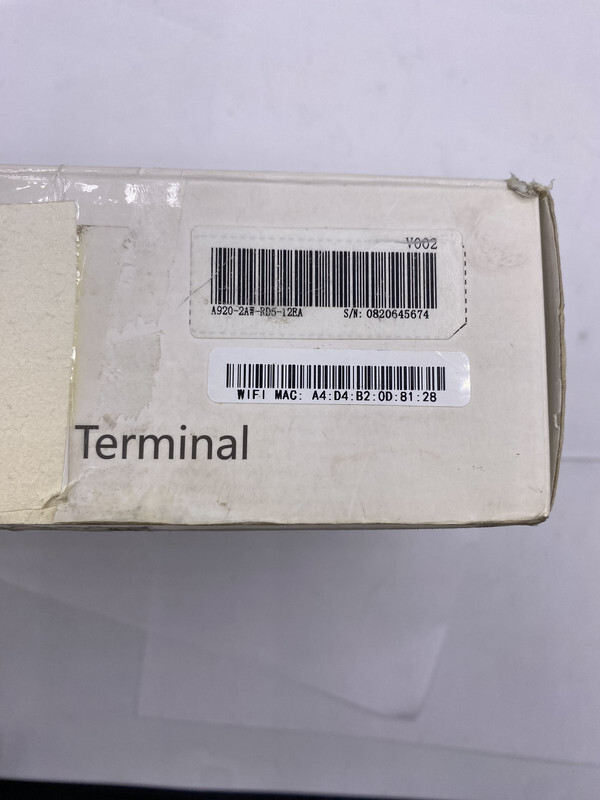 V002
A920-2AW-RD5-12EA S/N: 0820645674
WIFI MAC: A4:D4:B2:0D:81:28
Terminal